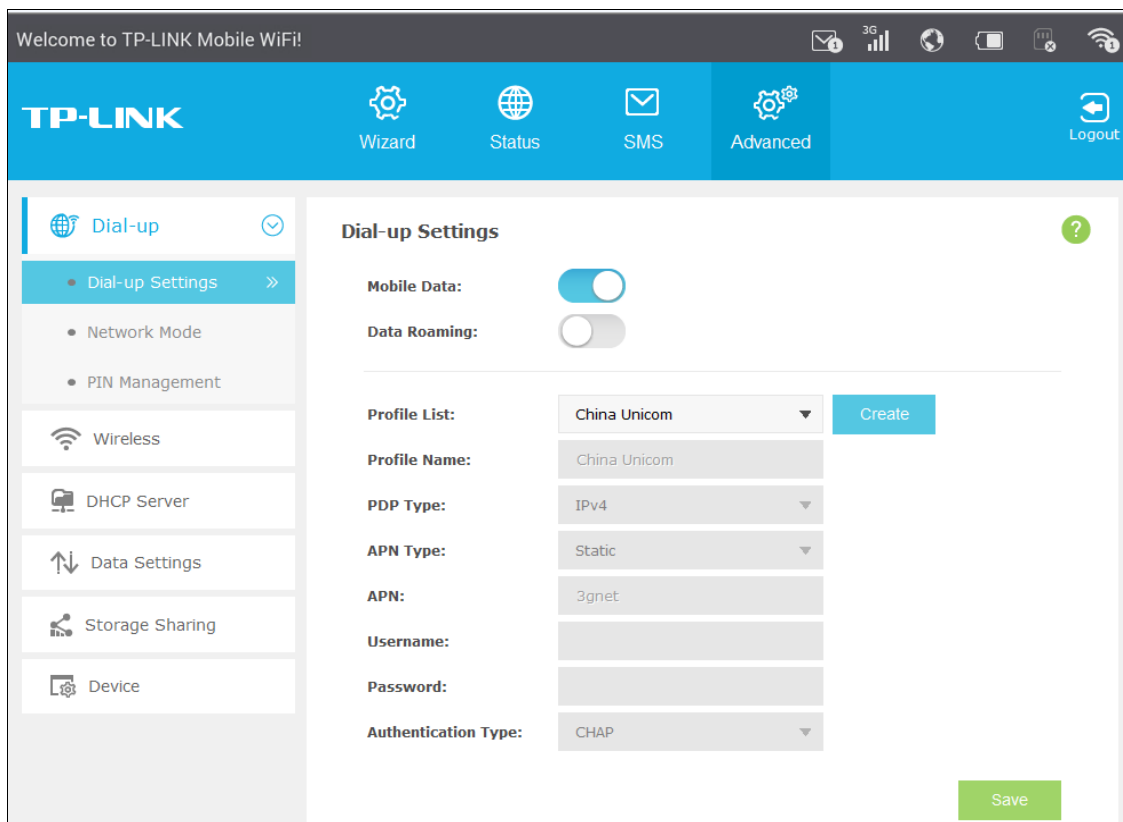 Welcome to TP-LINK Mobile WiFi!
1
3G
1
TP-LINK
Wizard
Status
SMS
Advanced
Logout
Dial-up
Dial-up Settings
Network Mode
PIN Management
Wireless
DHCP Server
Data Settings
Storage Sharing
Device
Dial-up Settings
?
Mobile Data:
Data Roaming:
Profile List: China Unicom Create
Profile Name: China Unicom
PDP Type: IPv4
APN Type: Static
APN: 3gnet
Username:
Password:
Authentication Type: CHAP
Save